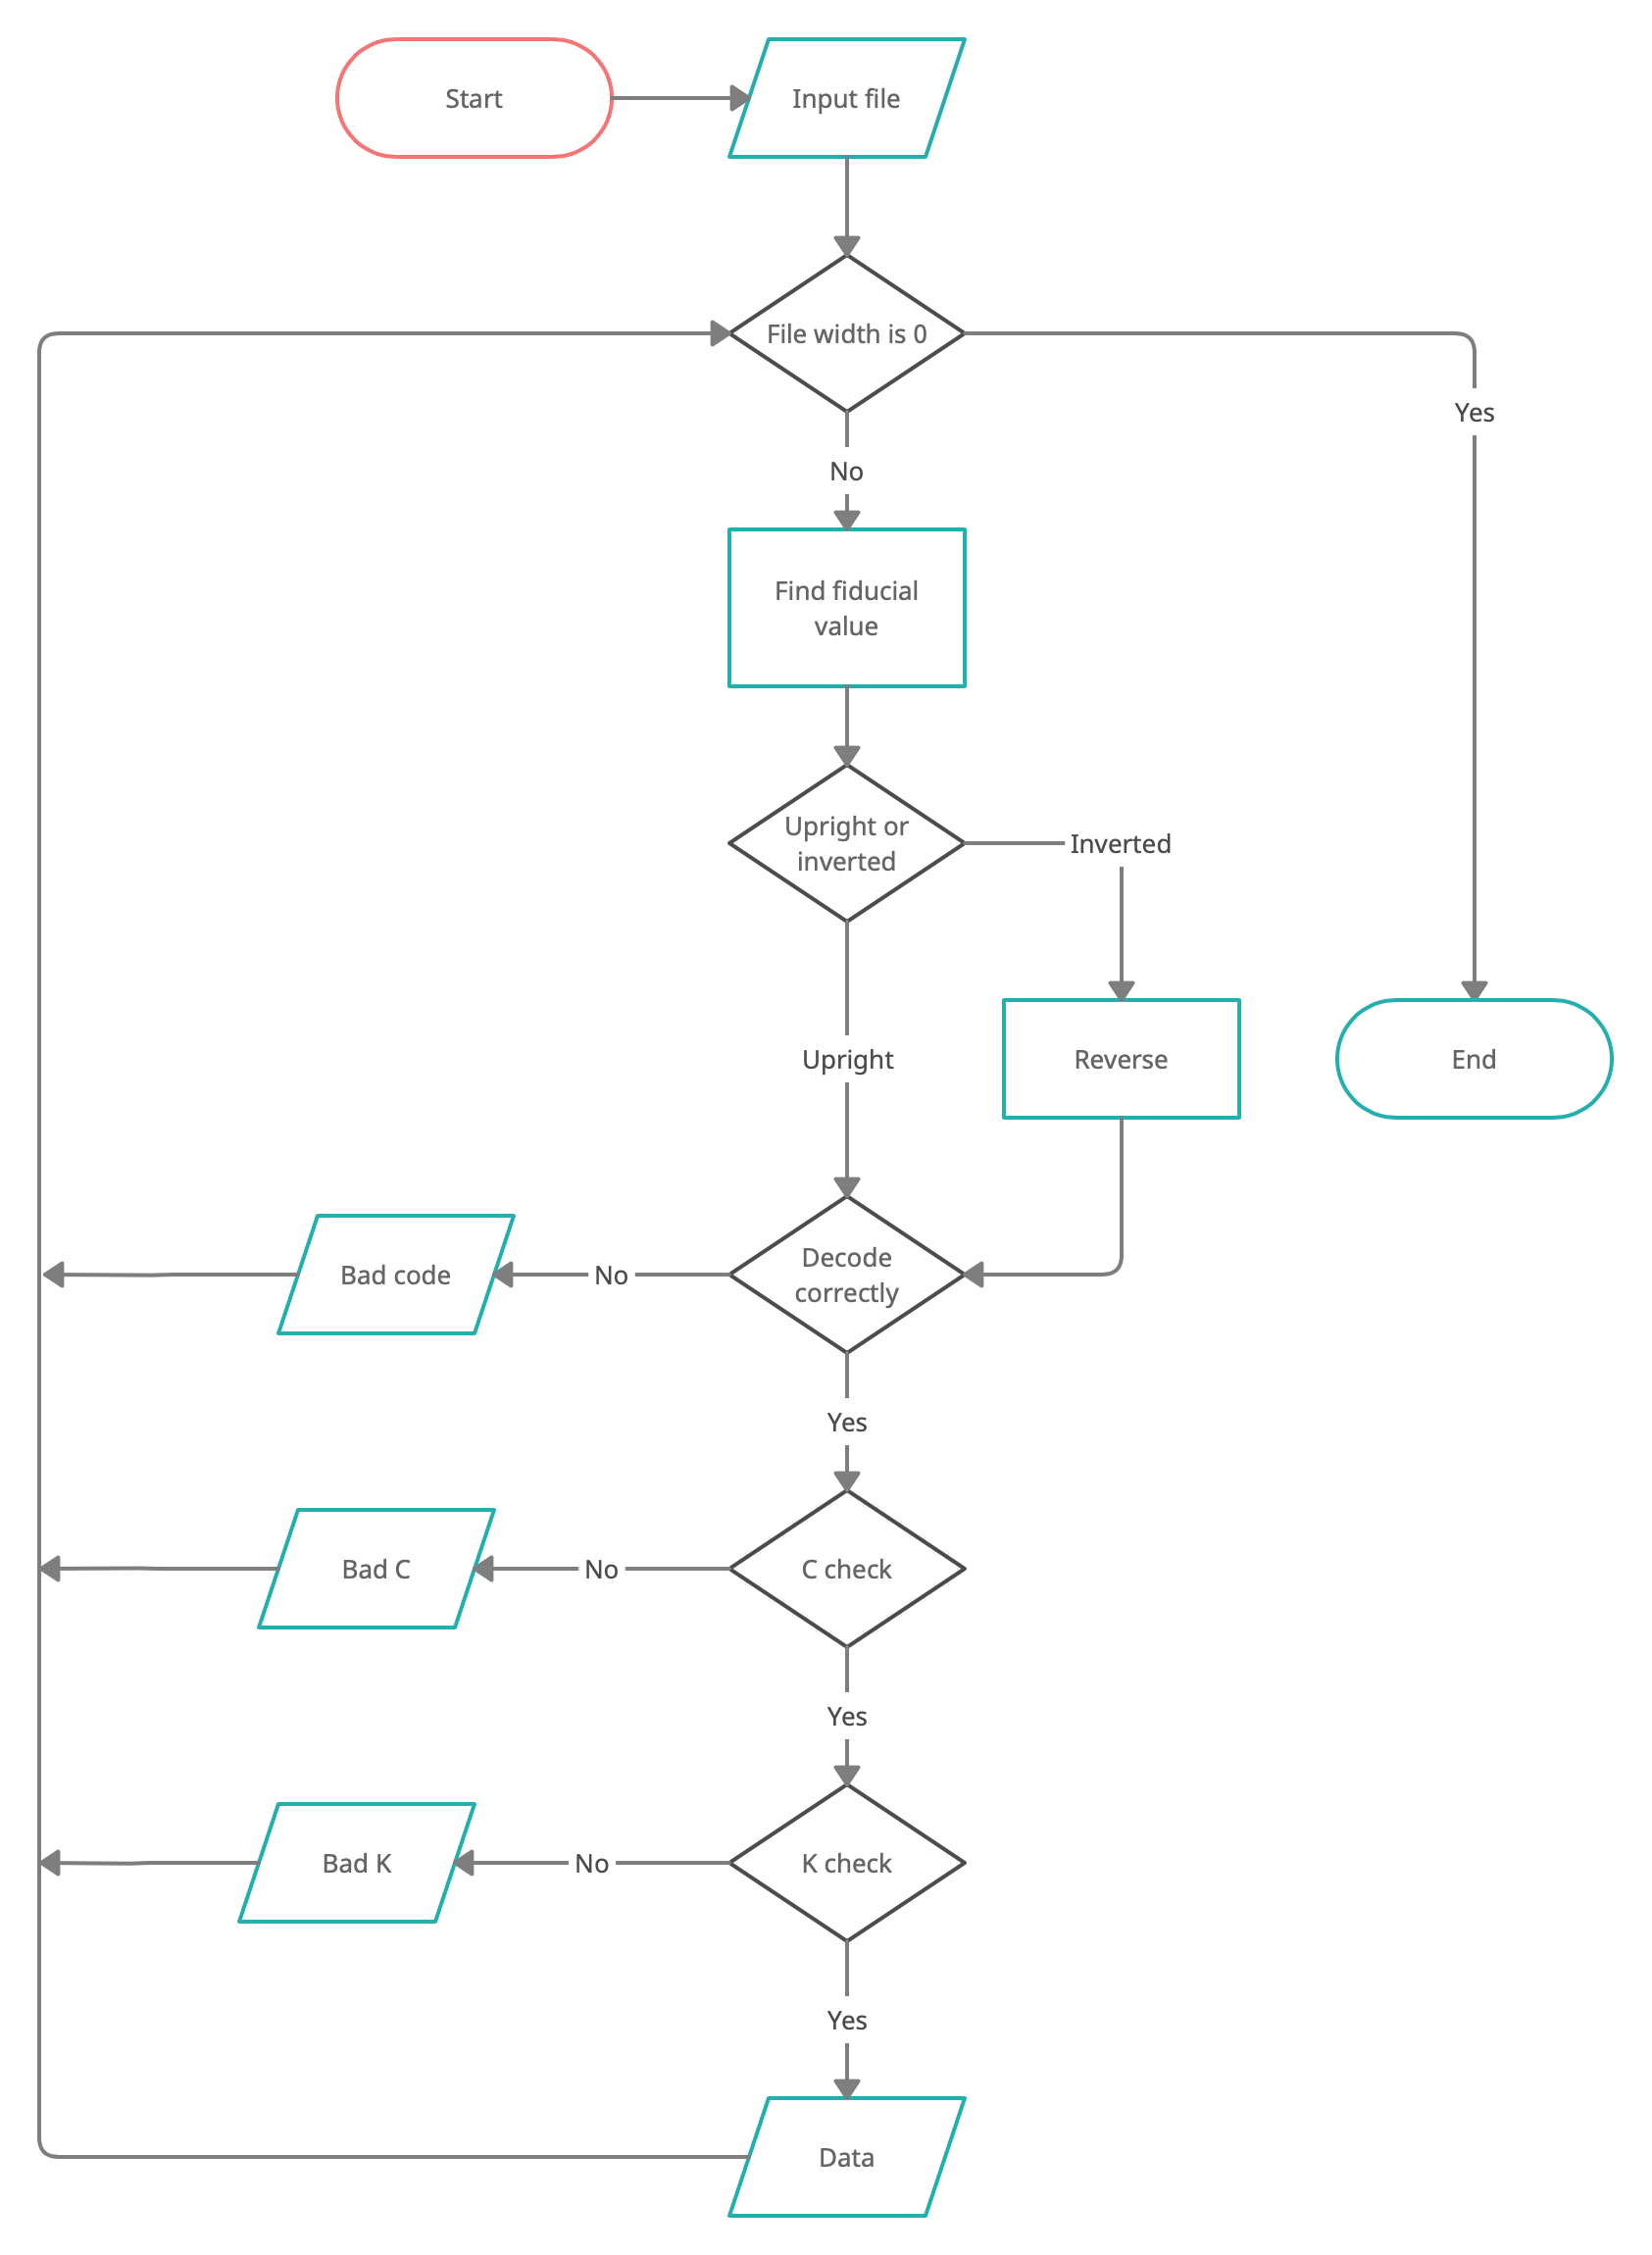 Start
Input file
File width is 0
Yes
No
Find fiducial
value
Upright or
inverted
Inverted
Upright
Reverse
End
Bad code
No
Decode
correctly
Yes
Bad C
No
C check
Yes
Bad K
No
K check
Yes
Data